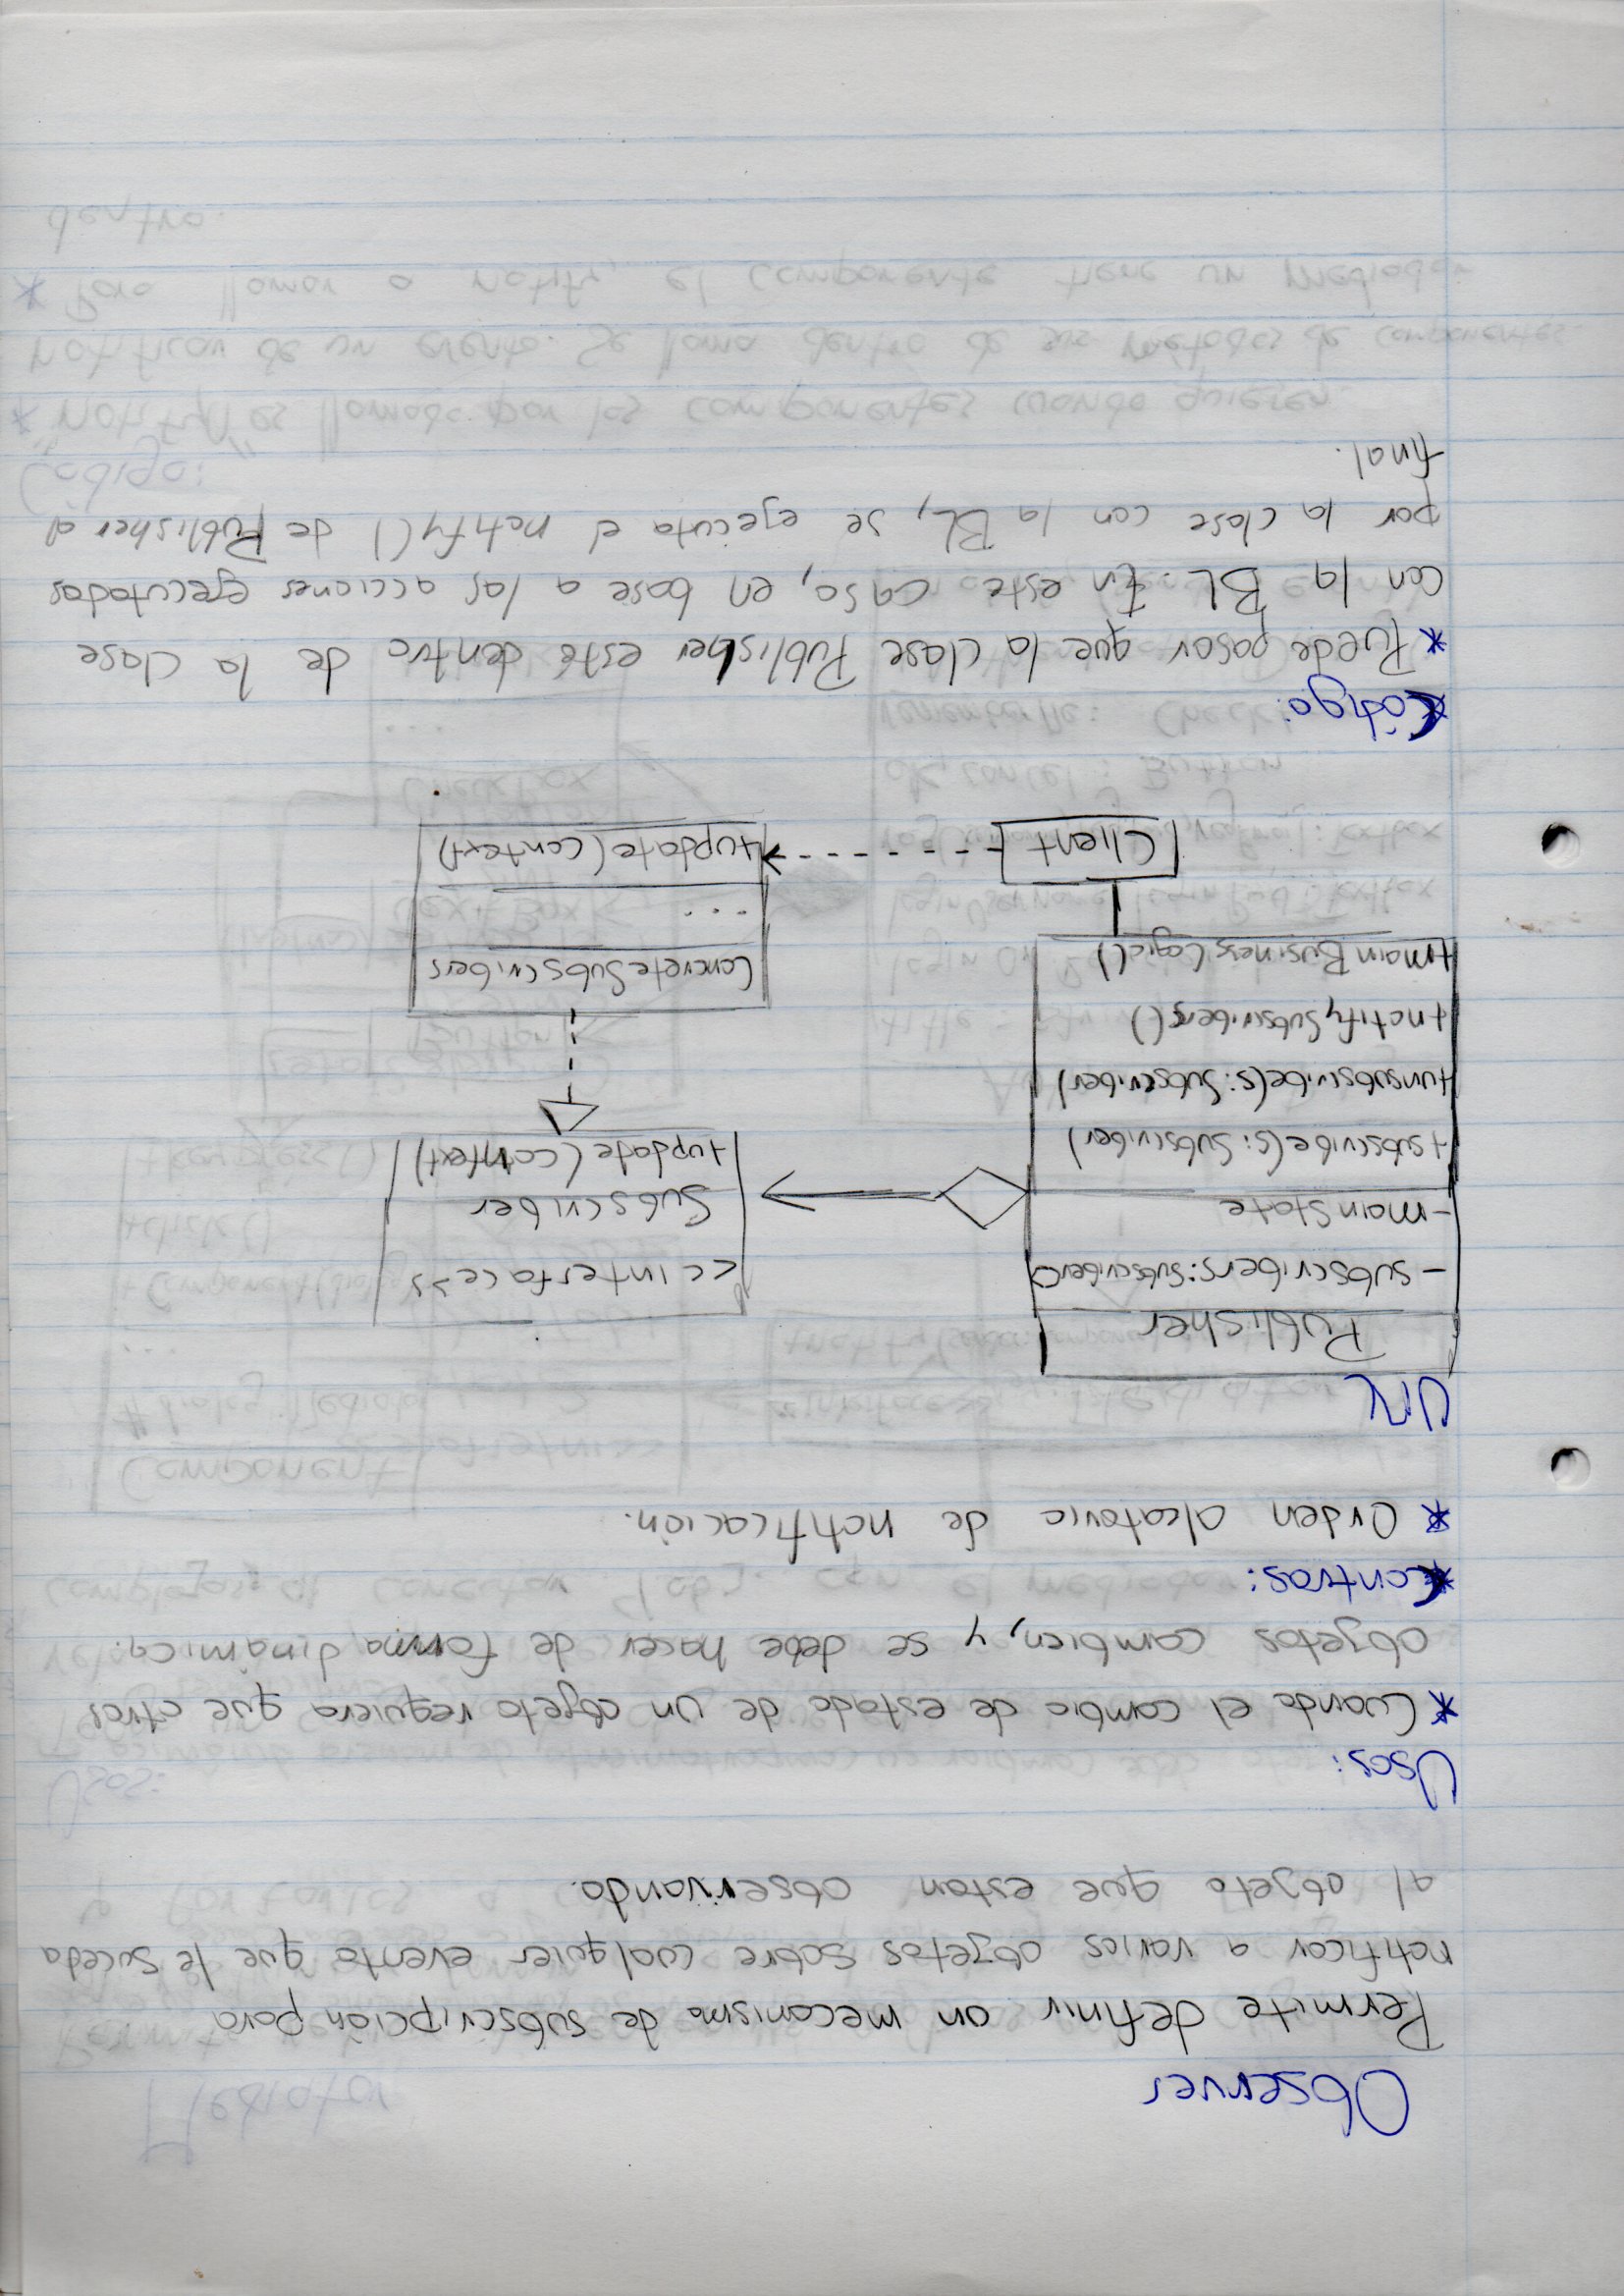 Observer
Permite definir un mecanismo de subscripción para
notificar a varios objetos sobre cualquier evento que le suceda
al objeto que estan observando.
Usos:
* Cuando el cambio de estado de un objeto requiera que otros
objetos cambien, y se debe hacer de forma dinámica.
*Contras:
* Orden aleatorio de notificación.
UML
Publisher
- subscribers: Subscriber[]
- mainState
+ subscribe(s: Subscriber)
+ unsubscribe(s: Subscriber)
+ notifySubscribers()
+ mainBusinessLogic()
<<interface>>
Subscriber
+update(context)
ConcreteSubscribers
...
+update(context)
Client
*Código:
* Puede pasar que la clase Publisher esté dentro de la clase
con la BL. En este caso, en base a las acciones ejecutadas
por la clase con la BL, se ejecuta el notify() de Publisher al
final.